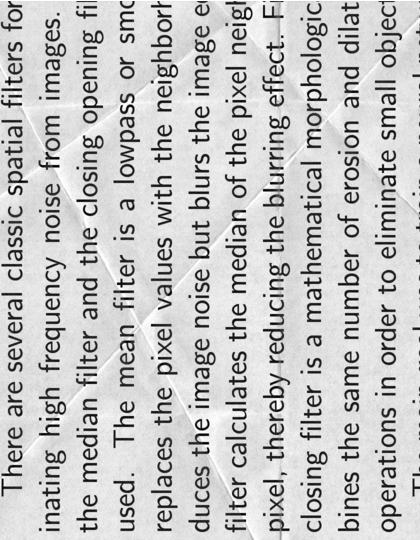 There are several classic spatial filters for
inating high frequency noise from images.
the median filter and the closing opening fil
used. The mean filter is a lowpass or smo
replaces the pixel values with the neighborh
duces the image noise but blurs the image e
filter calculates the median of the pixel neigh
pixel, thereby reducing the blurring effect. Fi
closing filter is a mathematical morphologic
bines the same number of erosion and dilat
operations in order to eliminate small object